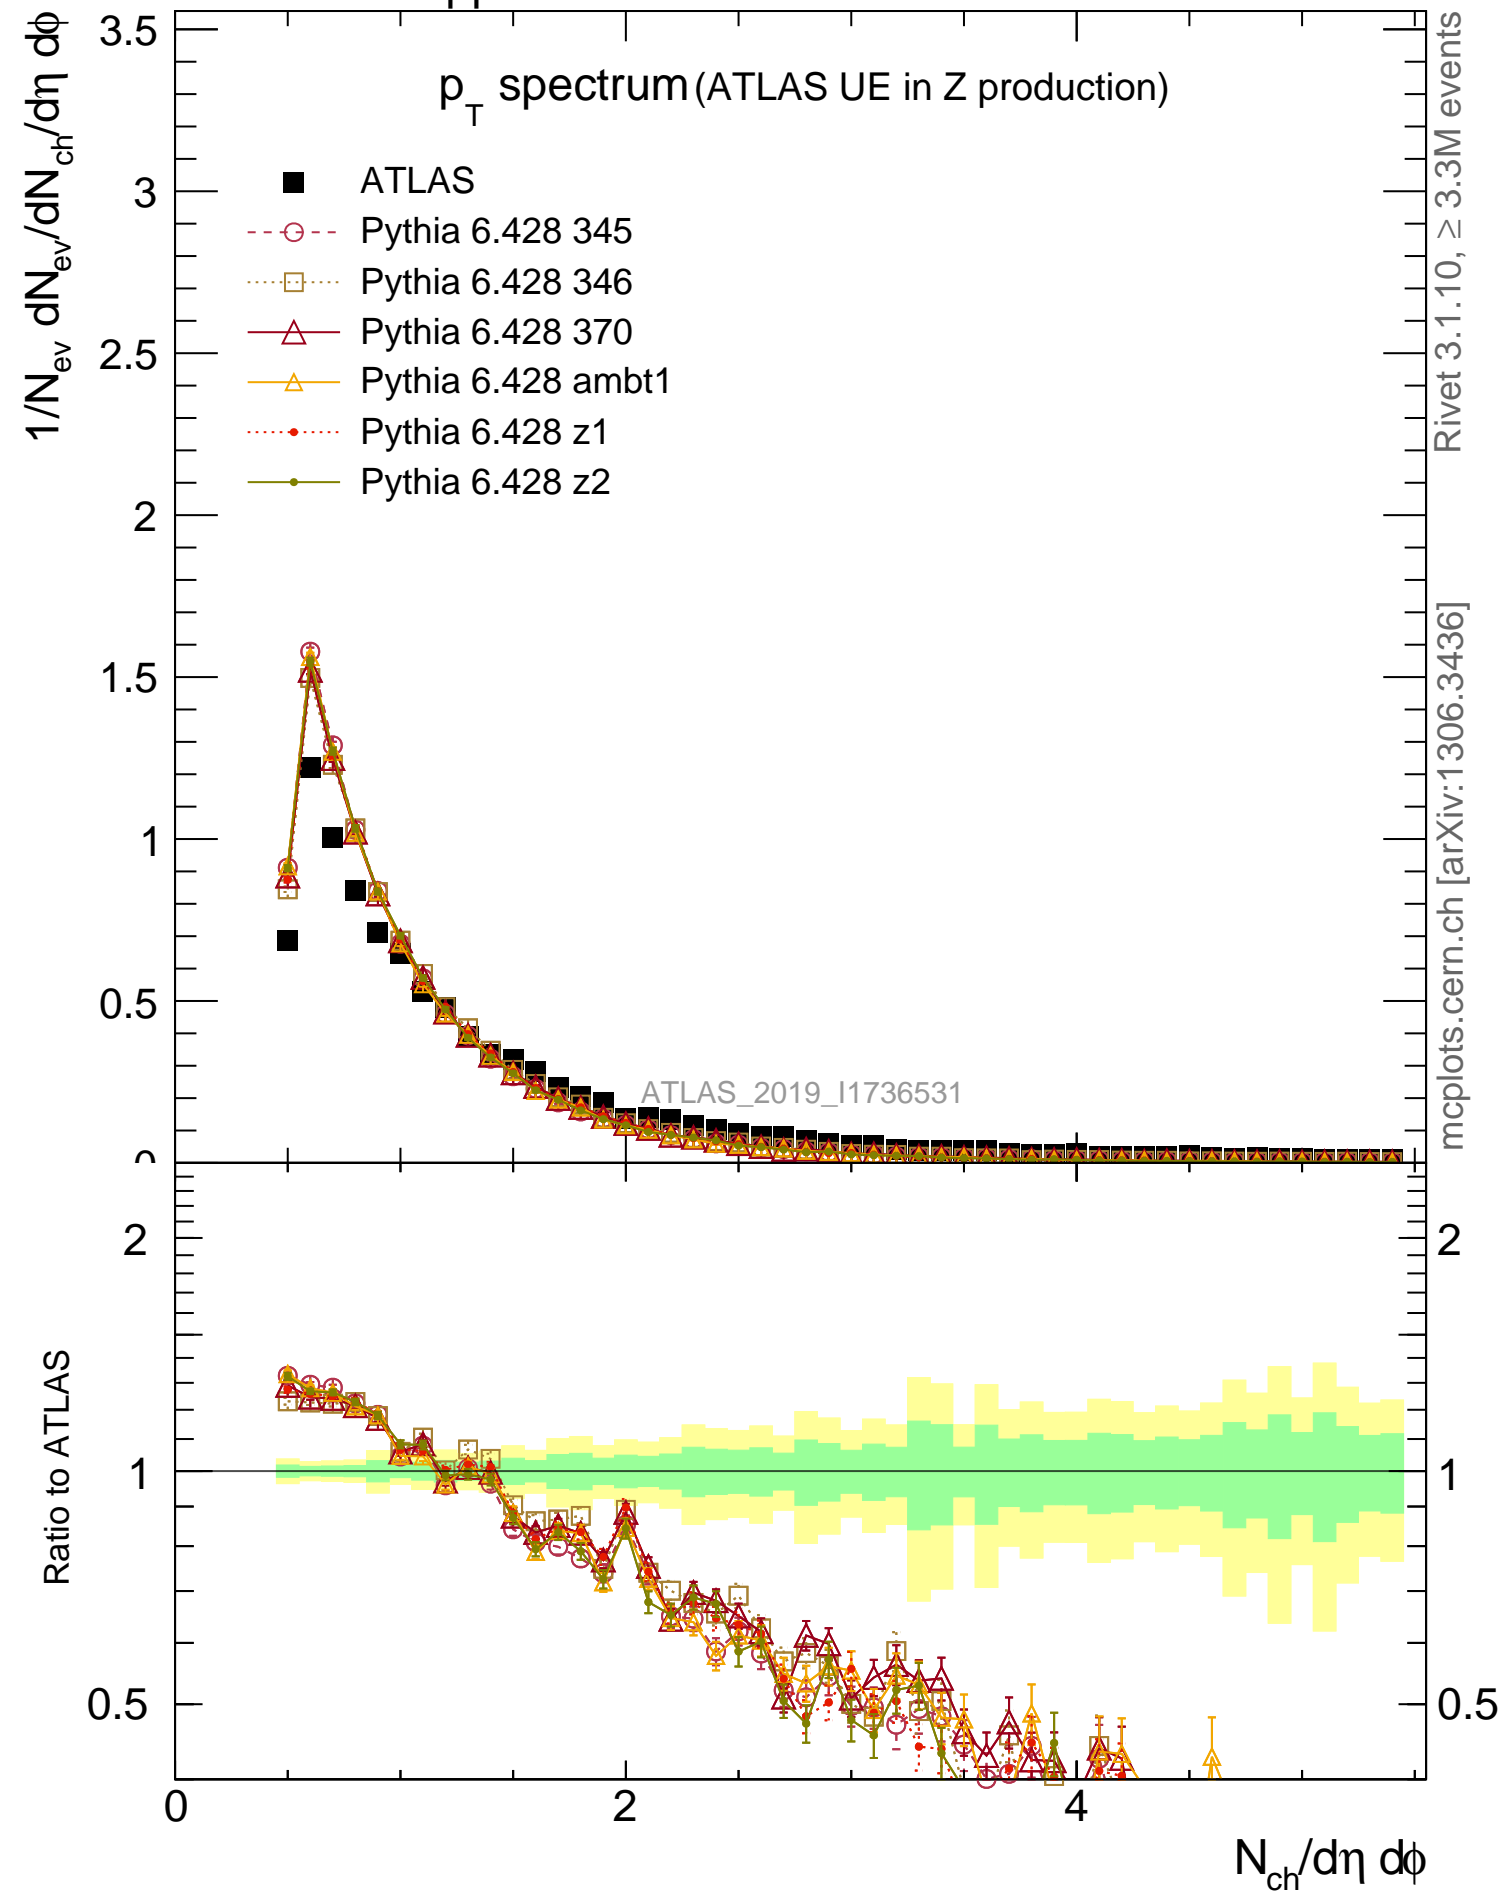 1/N_ev dN_ev/dN_ch/dη dϕ
p_T spectrum (ATLAS UE in Z production)
ATLAS
Pythia 6.428 345
Pythia 6.428 346
Pythia 6.428 370
Pythia 6.428 ambt1
Pythia 6.428 z1
Pythia 6.428 z2
3.5
3
2.5
2
1.5
1
0.5
0
ATLAS_2019_I1736531
Rivet 3.1.10, ≥ 3.3M events
mcplots.cern.ch [arXiv:1306.3436]
Ratio to ATLAS
2
1
0.5
2
1
0.5
0
2
4
N_ch/dη dϕ